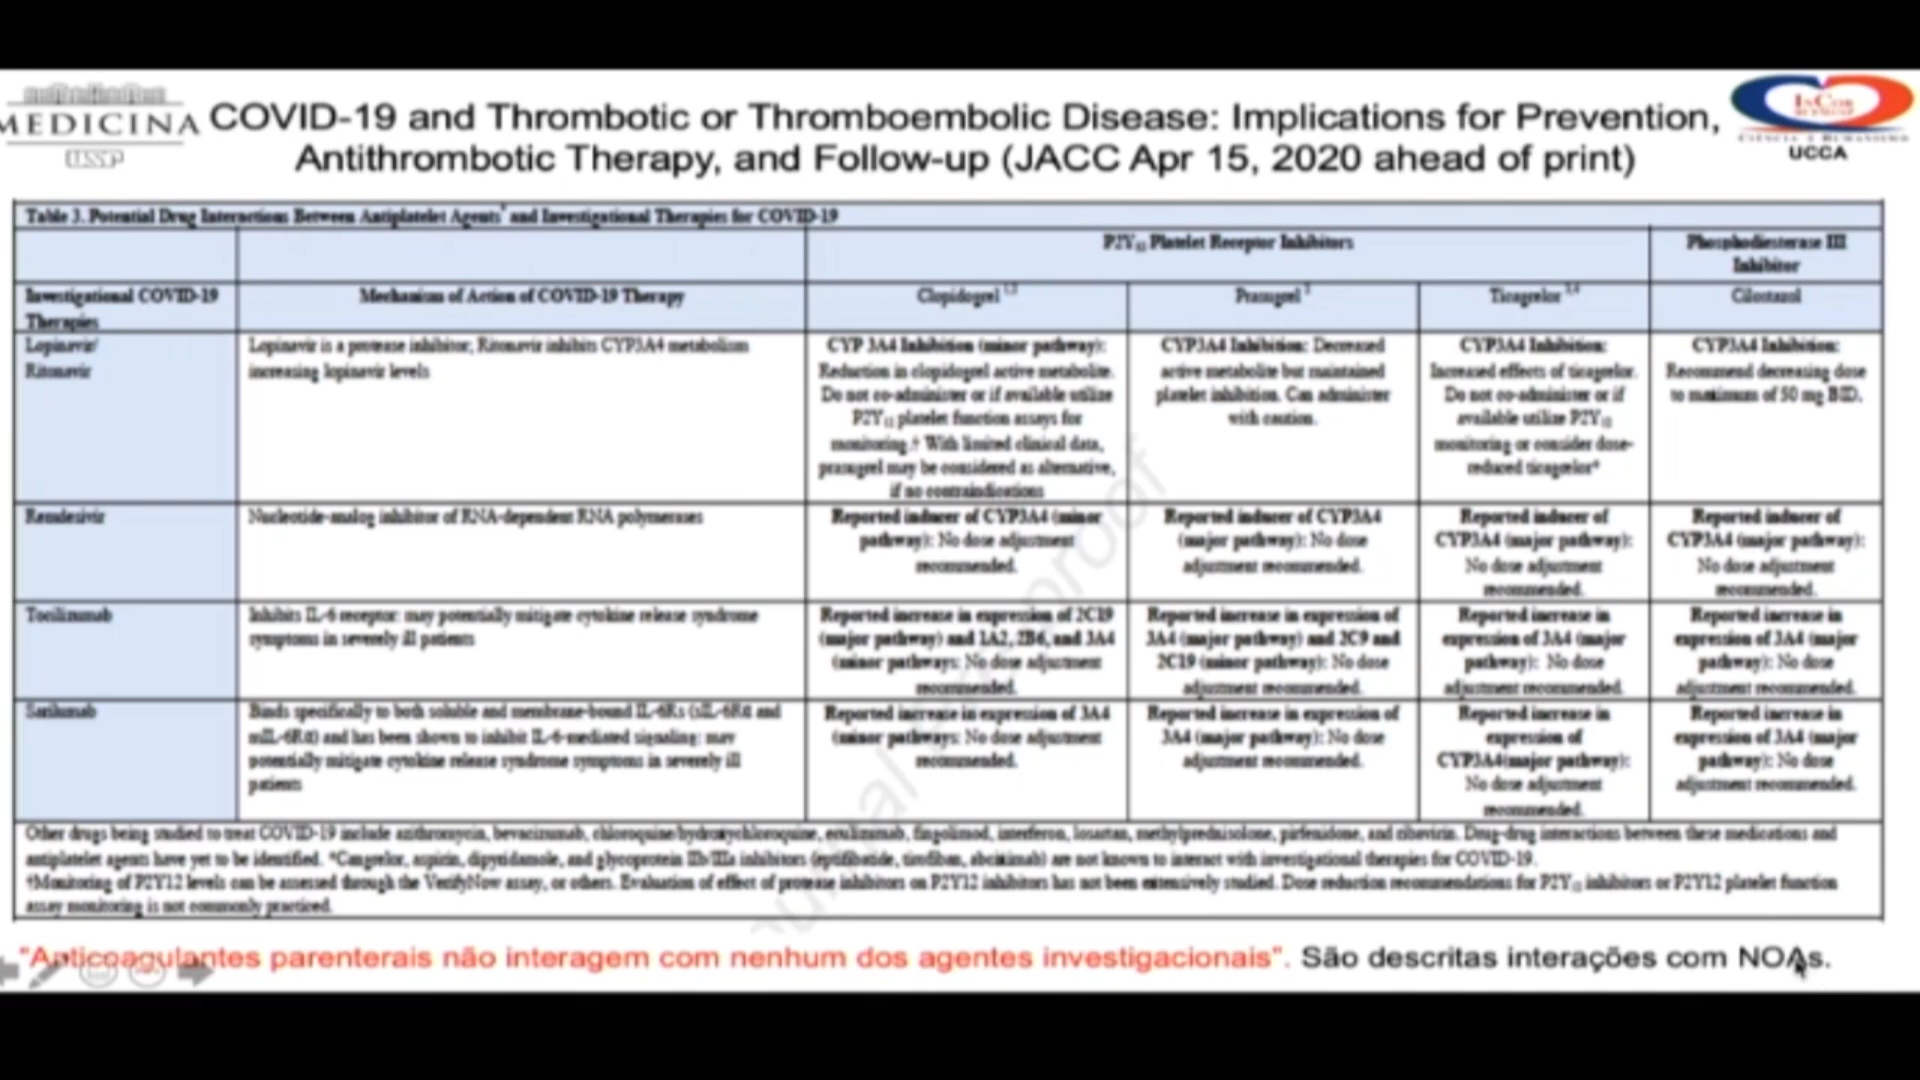 MEDICINA
USP
COVID-19 and Thrombotic or Thromboembolic Disease: Implications for Prevention,
Antithrombotic Therapy, and Follow-up (JACC Apr 15, 2020 ahead of print)
InCor
UCCA
Table 3. Potential Drug Interactions Between Antiplatelet Agents* and Investigational Therapies for COVID-19
P2Y12 Platelet Receptor Inhibitors
Phosphodiesterase III
Inhibitor
Investigational COVID-19
Therapies
Mechanism of Action of COVID-19 Therapy
Clopidogrel
Prasugrel
Ticagrelor
Cilostazol
Lopinavir/
Ritonavir
Lopinavir is a protease inhibitor; Ritonavir inhibits CYP3A4 metabolism
increasing lopinavir levels
CYP 3A4 Inhibition (minor pathway):
Reduction in clopidogrel active metabolite.
Do not co-administer or if available utilize
P2Y12 platelet function assays for
monitoring.† With limited clinical data,
prasugrel may be considered as alternative,
if no contraindications
CYP3A4 Inhibition: Decreased
active metabolite but maintained
platelet inhibition. Can administer
with caution.
CYP3A4 Inhibition:
Increased effects of ticagrelor.
Do not co-administer or if
available utilize P2Y12
monitoring or consider dose-
reduced ticagrelor*
CYP3A4 Inhibition:
Recommend decreasing dose
to maximum of 50 mg BID.
Remdesivir
Nucleotide-analog inhibitor of RNA-dependent RNA polymerases
Reported inducer of CYP3A4 (minor
pathway): No dose adjustment
recommended.
Reported inducer of CYP3A4
(major pathway): No dose
adjustment recommended.
Reported inducer of
CYP3A4 (major pathway):
No dose adjustment
recommended.
Reported inducer of
CYP3A4 (major pathway):
No dose adjustment
recommended.
Tocilizumab
Inhibits IL-6 receptor: may potentially mitigate cytokine release syndrome
symptoms in severely ill patients
Reported increase in expression of 2C19
(major pathway) and 1A2, 2B6, and 3A4
(minor pathways: No dose adjustment
recommended.
Reported increase in expression of
3A4 (major pathway) and 2C9 and
2C19 (minor pathway): No dose
adjustment recommended.
Reported increase in
expression of 3A4 (major
pathway): No dose
adjustment recommended.
Reported increase in
expression of 3A4 (major
pathway): No dose
adjustment recommended.
Sarilumab
Binds specifically to both soluble and membrane-bound IL-6Rs (sIL-6Rα and
mIL-6Rα) and has been shown to inhibit IL-6-mediated signaling: may
potentially mitigate cytokine release syndrome symptoms in severely ill
patients
Reported increase in expression of 3A4
(minor pathways: No dose adjustment
recommended.
Reported increase in expression of
3A4 (major pathway): No dose
adjustment recommended.
Reported increase in
expression of
CYP3A4(major pathway):
No dose adjustment
recommended.
Reported increase in
expression of 3A4 (major
pathway): No dose
adjustment recommended.
Other drugs being studied to treat COVID-19 include azithromycin, bevacizumab, chloroquine/hydroxychloroquine, eculizumab, fingolimod, interferon, losartan, methylprednisolone, pirfenidone, and ribavirin. Drug-drug interactions between these medications and
antiplatelet agents have yet to be identified. *Cangrelor, aspirin, dipyridamole, and glycoprotein IIb/IIIa inhibitors (eptifibatide, tirofiban, abciximab) are not known to interact with investigational therapies for COVID-19.
†Monitoring of P2Y12 levels can be assessed through the VerifyNow assay, or others. Evaluation of effect of protease inhibitors on P2Y12 inhibitors has not been extensively studied. Dose reduction recommendations for P2Y12 inhibitors or P2Y12 platelet function
assay monitoring is not commonly practiced.
"Anticoagulantes parenterais não interagem com nenhum dos agentes investigacionais". São descritas interações com NOAs.